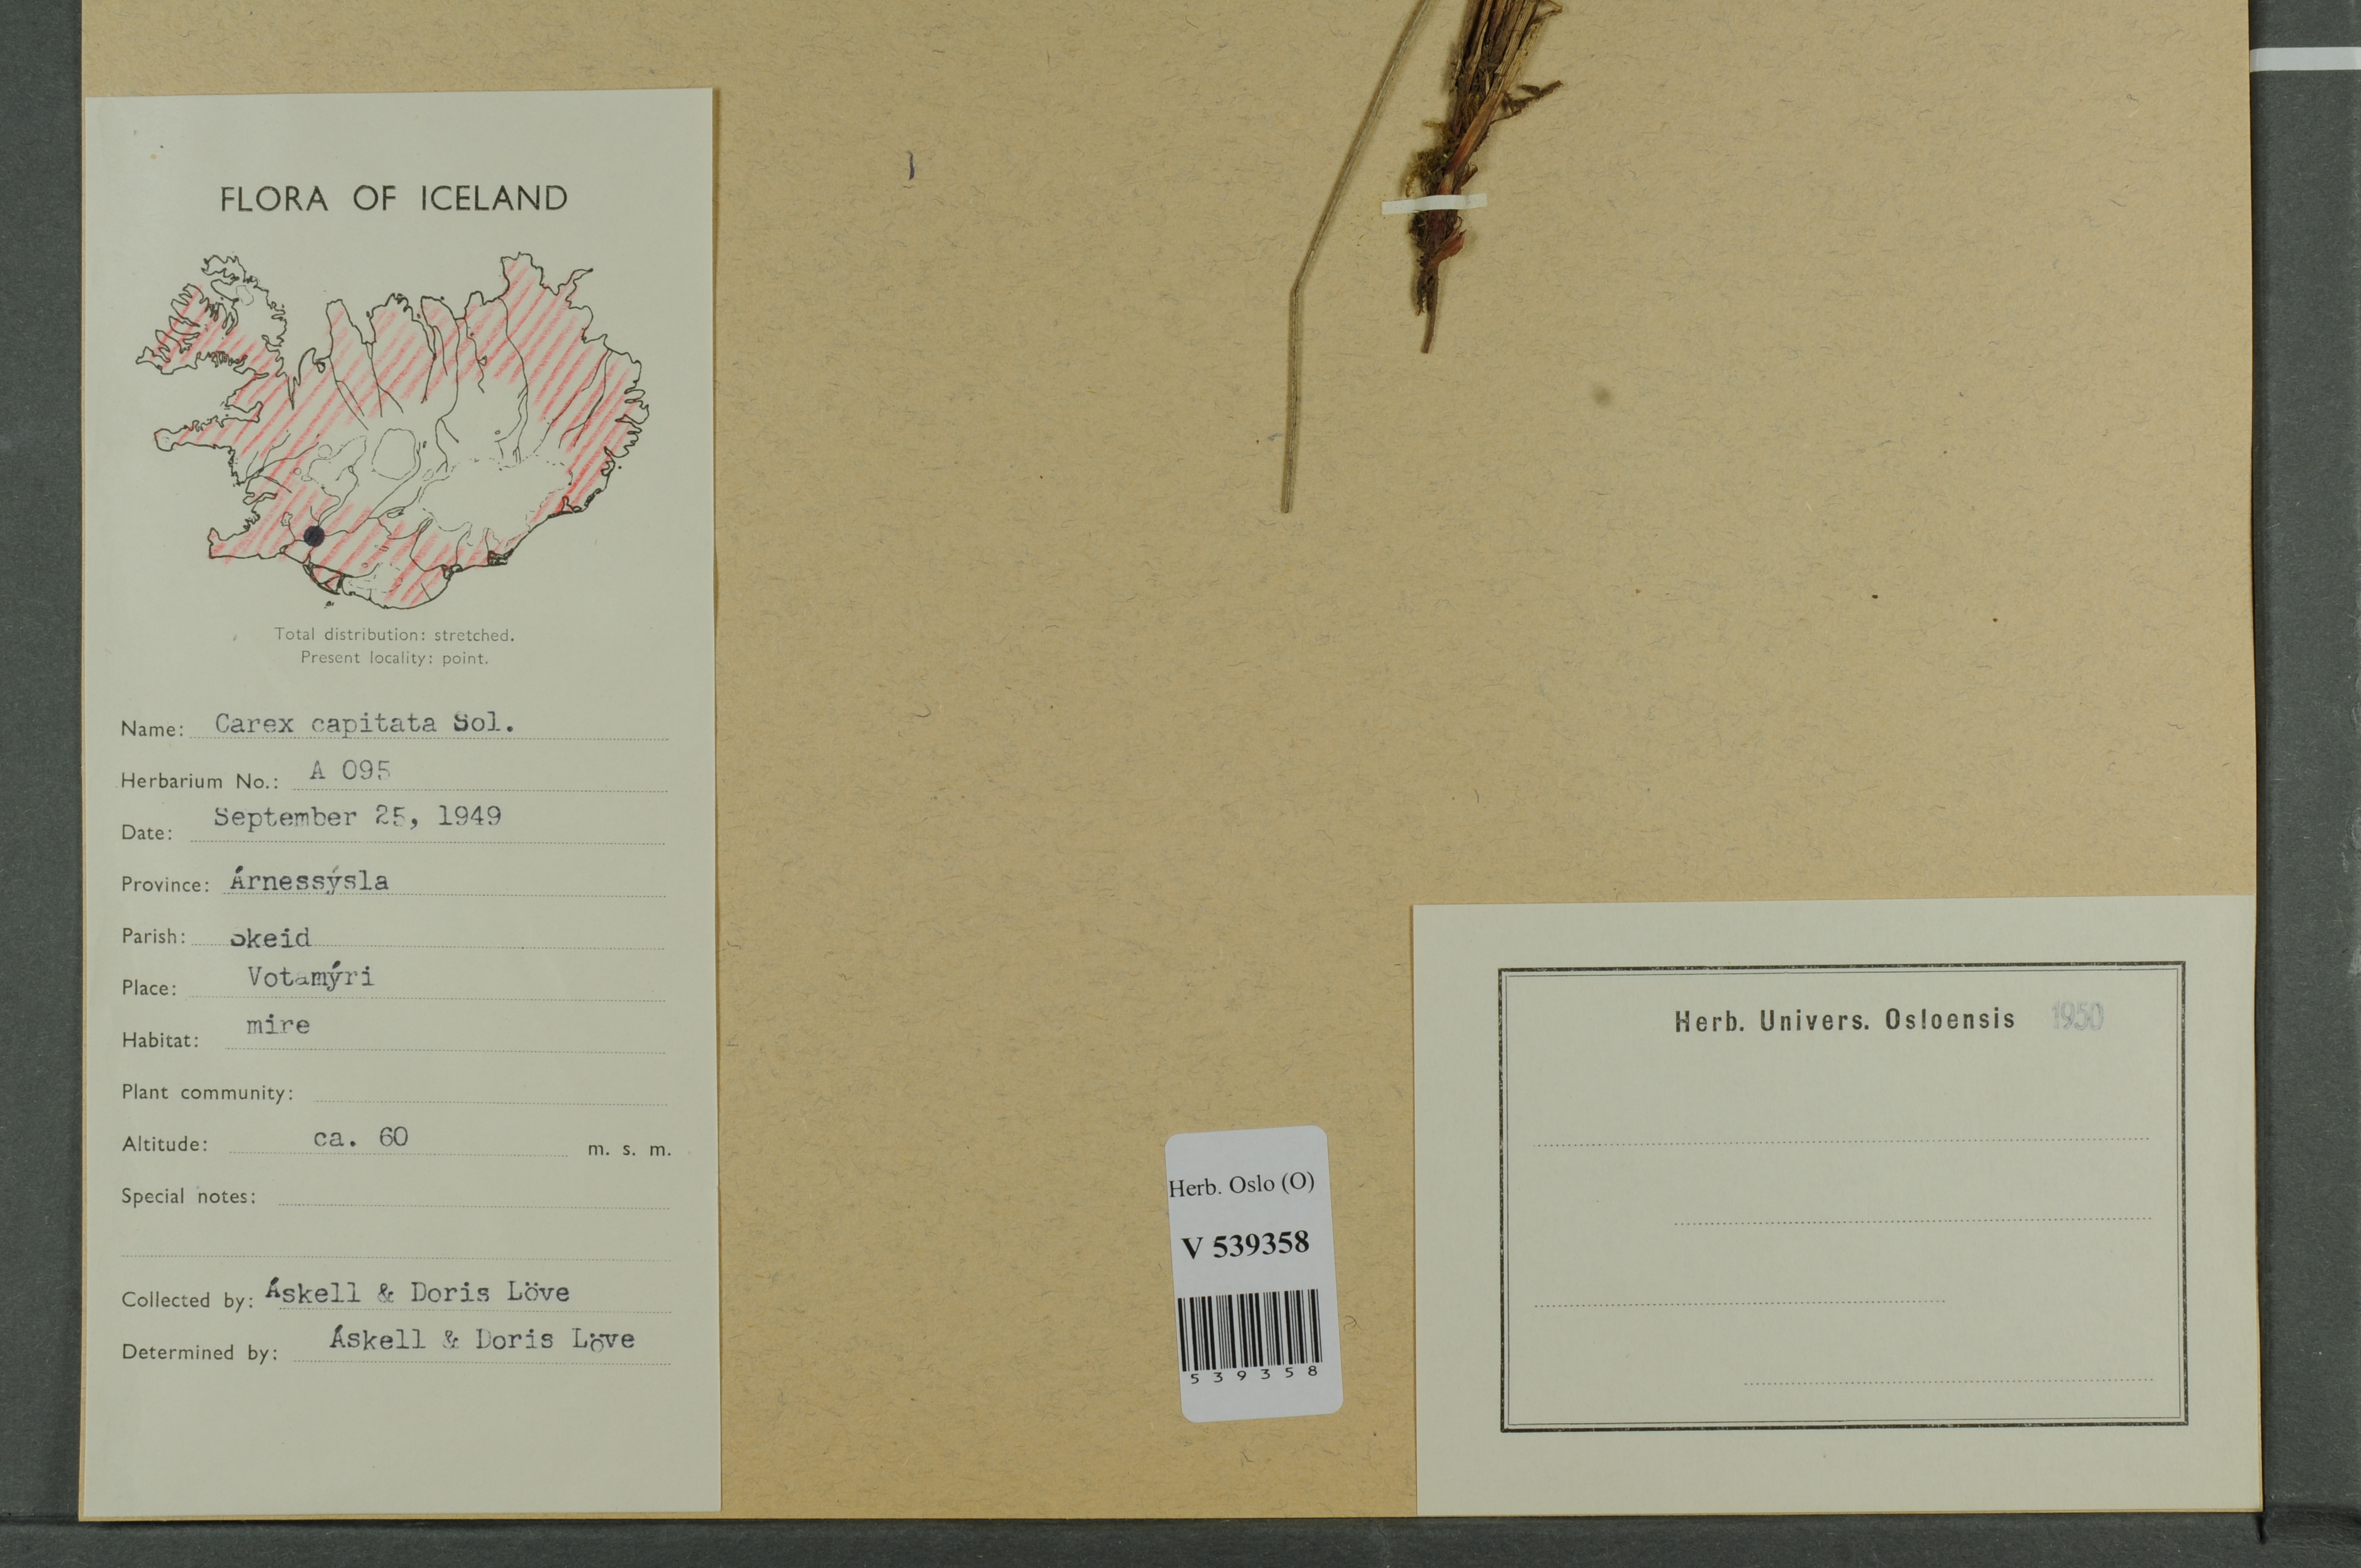 FLORA OF ICELAND
Total distribution: stretched.
Present locality: point.
Name: Carex capitata Sol.
Herbarium No.: A 095
Date: September 25, 1949
Province: Árnessýsla
Parish: Skeid
Place: Votamýri
Habitat: mire
Plant community:
Altitude: ca. 60 m. s. m.
Special notes:
Collected by: Áskell & Doris Löve
Determined by: Áskell & Doris Löve
Herb. Oslo (O)
V 539358
539358
Herb. Univers. Osloensis 1950